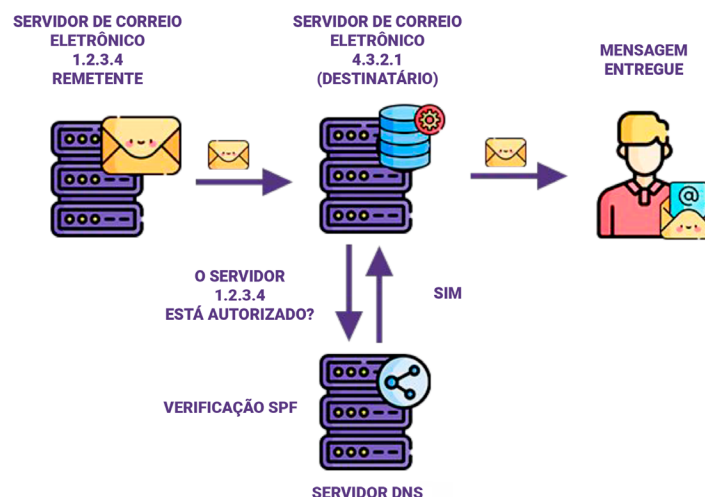 SERVIDOR DE CORREIO
ELETRÔNICO
1.2.3.4
REMETENTE
SERVIDOR DE CORREIO
ELETRÔNICO
4.3.2.1
(DESTINATÁRIO)
MENSAGEM
ENTREGUE
@
O SERVIDOR
1.2.3.4
ESTÁ AUTORIZADO?
SIM
VERIFICAÇÃO SPF
SERVIDOR DNS